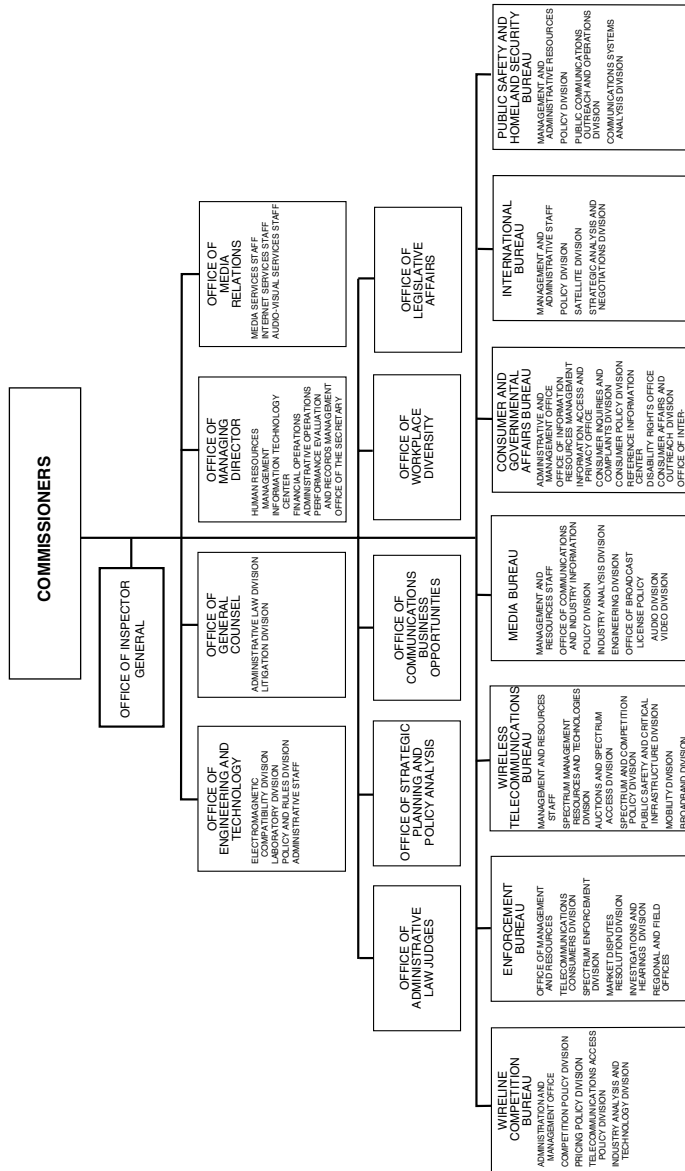 COMMISSIONERS
OFFICE OF INSPECTOR
GENERAL
OFFICE OF
ENGINEERING AND
TECHNOLOGY
ELECTROMAGNETIC
COMPATIBILITY DIVISION
LABORATORY DIVISION
POLICY AND RULES DIVISION
ADMINISTRATIVE STAFF
OFFICE OF
GENERAL
COUNSEL
ADMINISTRATIVE LAW DIVISION
LITIGATION DIVISION
OFFICE OF
MANAGING
DIRECTOR
HUMAN RESOURCES
MANAGEMENT
INFORMATION TECHNOLOGY
CENTER
FINANCIAL OPERATIONS
ADMINISTRATIVE OPERATIONS
PERFORMANCE EVALUATION
AND RECORDS MANAGEMENT
OFFICE OF THE SECRETARY
OFFICE OF
MEDIA
RELATIONS
MEDIA SERVICES STAFF
INTERNET SERVICES STAFF
AUDIO-VISUAL SERVICES STAFF
OFFICE OF
ADMINISTRATIVE
LAW JUDGES
OFFICE OF STRATEGIC
PLANNING AND
POLICY ANALYSIS
OFFICE OF
COMMUNICATIONS
BUSINESS
OPPORTUNITIES
OFFICE OF
WORKPLACE
DIVERSITY
OFFICE OF
LEGISLATIVE
AFFAIRS
WIRELINE
COMPETITION
BUREAU
ADMINISTRATION AND
MANAGEMENT OFFICE
COMPETITION POLICY DIVISION
PRICING POLICY DIVISION
TELECOMMUNICATIONS ACCESS
POLICY DIVISION
INDUSTRY ANALYSIS AND
TECHNOLOGY DIVISION
ENFORCEMENT
BUREAU
OFFICE OF MANAGEMENT
AND RESOURCES
TELECOMMUNICATIONS
CONSUMERS DIVISION
SPECTRUM ENFORCEMENT
DIVISION
MARKET DISPUTES
RESOLUTION DIVISION
INVESTIGATIONS AND
HEARINGS DIVISION
REGIONAL AND FIELD
OFFICES
WIRELESS
TELECOMMUNICATIONS
BUREAU
MANAGEMENT AND RESOURCES
STAFF
SPECTRUM MANAGEMENT
RESOURCES AND TECHNOLOGIES
DIVISION
AUCTIONS AND SPECTRUM
ACCESS DIVISION
SPECTRUM AND COMPETITION
POLICY DIVISION
PUBLIC SAFETY AND CRITICAL
INFRASTRUCTURE DIVISION
MOBILITY DIVISION
BROADBAND DIVISION
MEDIA BUREAU
MANAGEMENT AND
RESOURCES STAFF
OFFICE OF COMMUNICATIONS
AND INDUSTRY INFORMATION
POLICY DIVISION
INDUSTRY ANALYSIS DIVISION
ENGINEERING DIVISION
OFFICE OF BROADCAST
LICENSE POLICY
AUDIO DIVISION
VIDEO DIVISION
CONSUMER AND
GOVERNMENTAL
AFFAIRS BUREAU
ADMINISTRATIVE AND
MANAGEMENT OFFICE
OFFICE OF INFORMATION
RESOURCES MANAGEMENT
INFORMATION ACCESS AND
PRIVACY OFFICE
CONSUMER INQUIRIES AND
COMPLAINTS DIVISION
CONSUMER POLICY DIVISION
REFERENCE INFORMATION
CENTER
DISABILITY RIGHTS OFFICE
CONSUMER AFFAIRS AND
OUTREACH DIVISION
OFFICE OF INTER-
INTERNATIONAL
BUREAU
MANAGEMENT AND
ADMINISTRATIVE STAFF
POLICY DIVISION
SATELLITE DIVISION
STRATEGIC ANALYSIS AND
NEGOTIATIONS DIVISION
PUBLIC SAFETY AND
HOMELAND SECURITY
BUREAU
MANAGEMENT AND
ADMINISTRATIVE RESOURCES
POLICY DIVISION
PUBLIC COMMUNICATIONS
OUTREACH AND OPERATIONS
DIVISION
COMMUNICATIONS SYSTEMS
ANALYSIS DIVISION